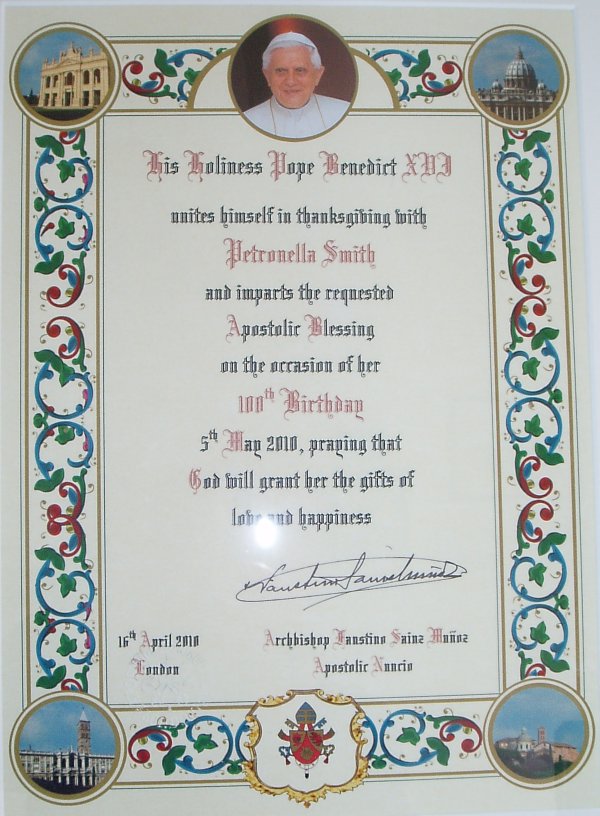 His Holiness Pope Benedict XVI
unites himself in thanksgiving with
Petronella Smith
and imparts the requested
Apostolic Blessing
on the occasion of her
100th Birthday
5th May 2010, praying that
God will grant her the gifts of
love and happiness
16th April 2010
London
Archbishop Faustino Sainz Muñoz
Apostolic Nuncio